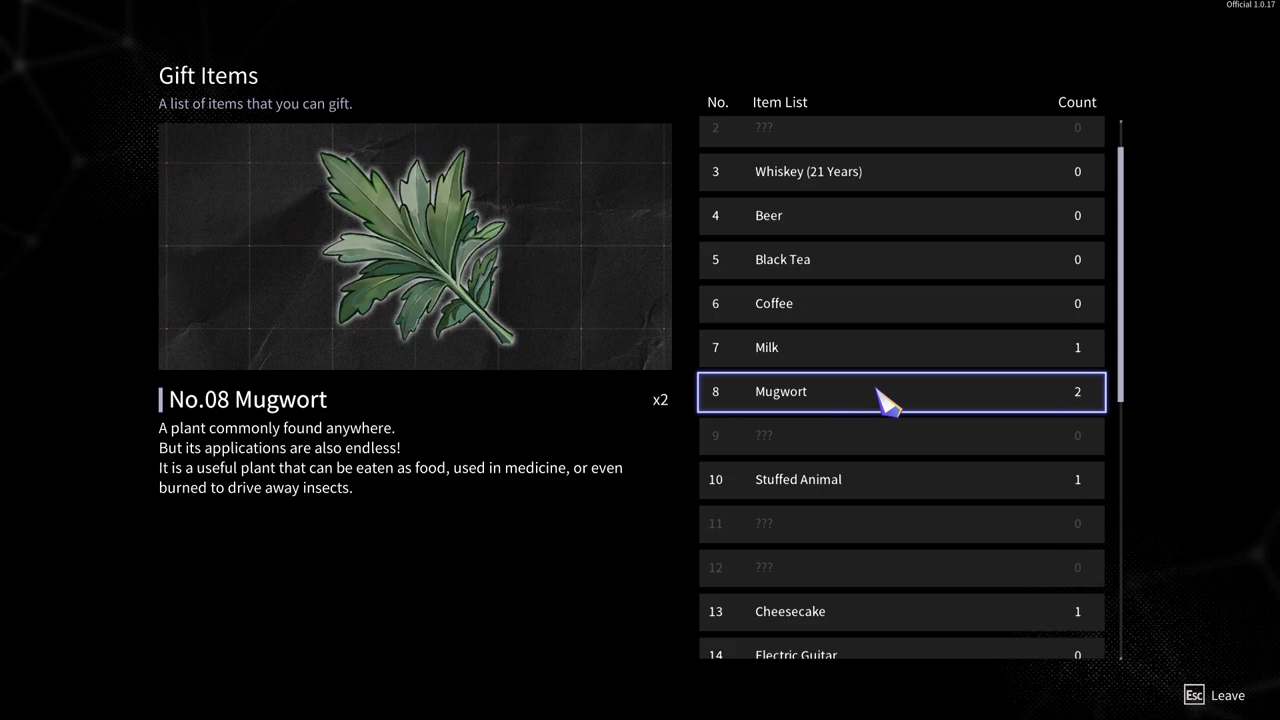 Official 1.0.17
Gift Items
A list of items that you can gift.
No. Item List Count
2 ??? 0
3 Whiskey (21 Years) 0
4 Beer 0
5 Black Tea 0
6 Coffee 0
7 Milk 1
8 Mugwort 2
9 ??? 0
10 Stuffed Animal 1
11 ??? 0
12 ??? 0
13 Cheesecake 1
14 Electric Guitar 0
No.08 Mugwort x2
A plant commonly found anywhere.
But its applications are also endless!
It is a useful plant that can be eaten as food, used in medicine, or even
burned to drive away insects.
Esc Leave